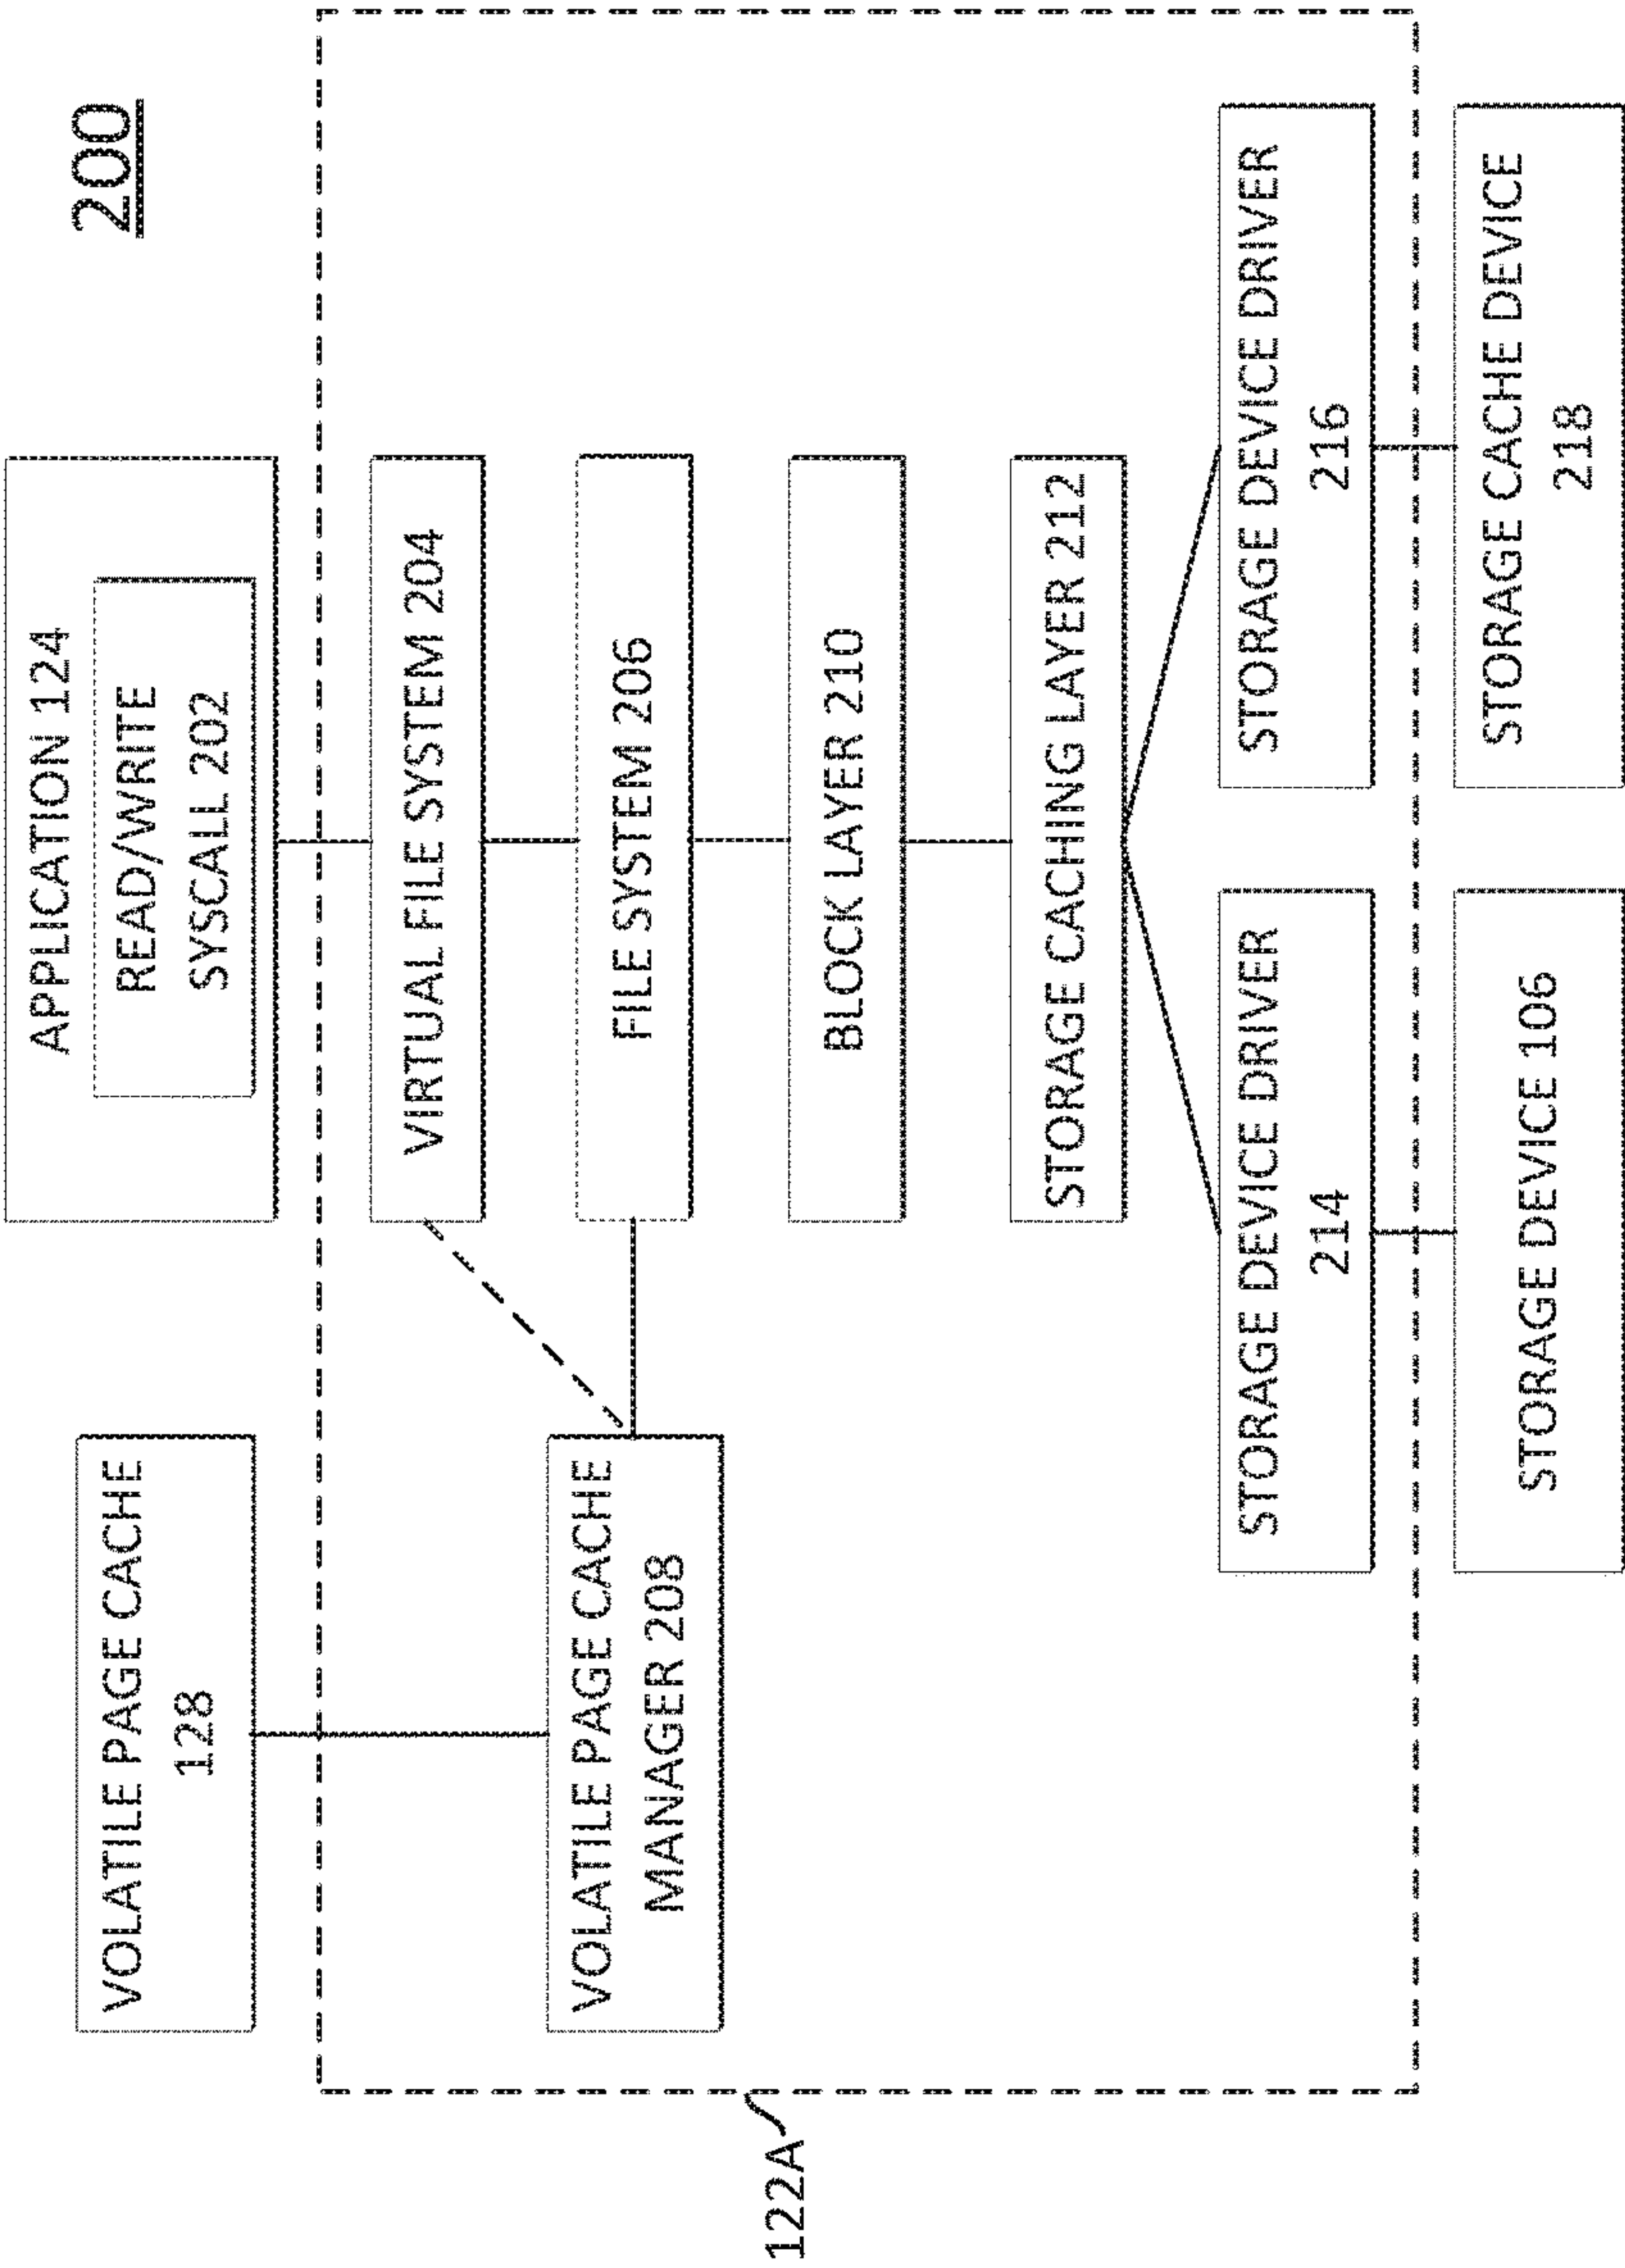 200
APPLICATION 124
READ/WRITE
SYSCALL 202
VOLATILE PAGE CACHE
128
VIRTUAL FILE SYSTEM 204
FILE SYSTEM 206
VOLATILE PAGE CACHE
MANAGER 208
122A
BLOCK LAYER 210
STORAGE CACHING LAYER 212
STORAGE DEVICE DRIVER
214
STORAGE DEVICE DRIVER
216
STORAGE DEVICE 106
STORAGE CACHE DEVICE
218